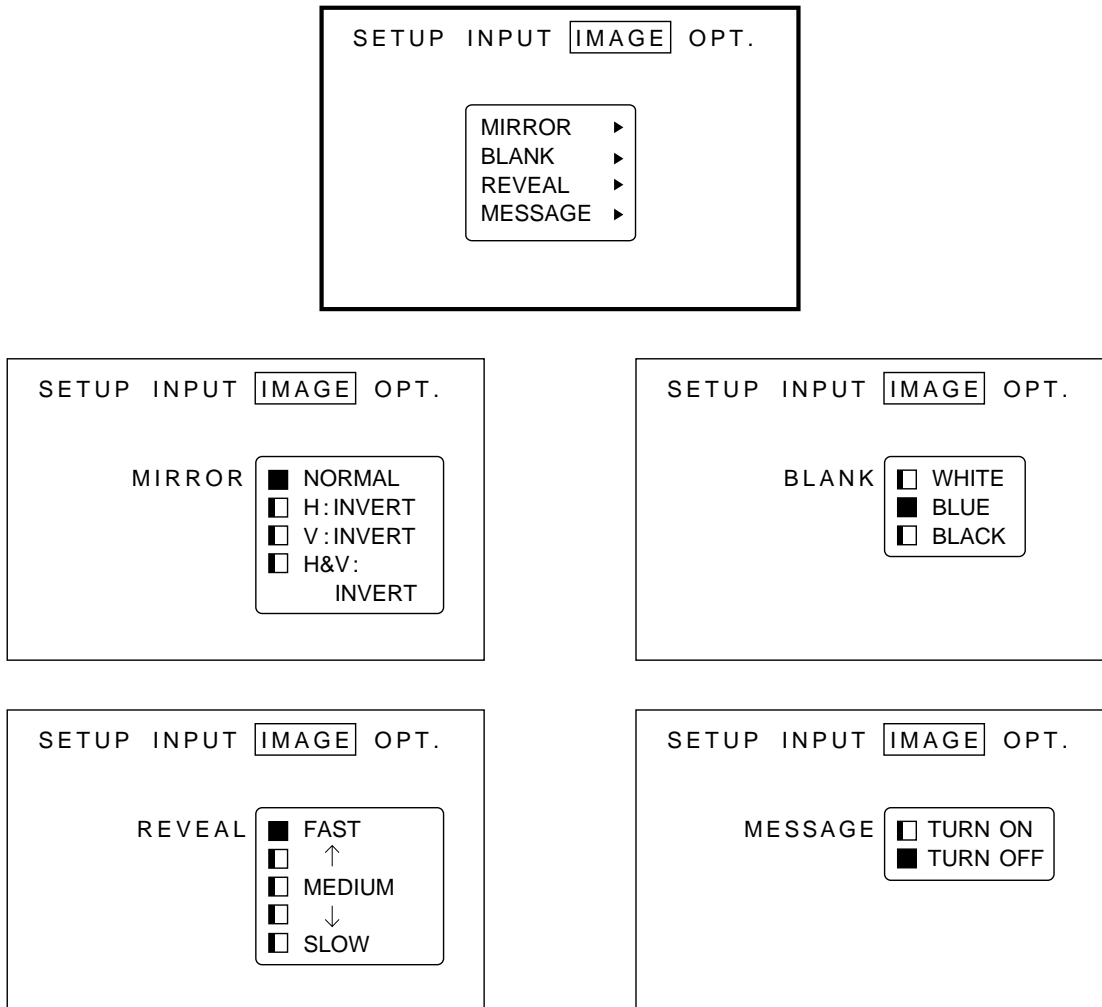 SETUP INPUT IMAGE OPT.
MIRROR
BLANK
REVEAL
MESSAGE
SETUP INPUT IMAGE OPT.
MIRROR NORMAL
H:INVERT
V:INVERT
H&V:
INVERT
SETUP INPUT IMAGE OPT.
BLANK WHITE
BLUE
BLACK
SETUP INPUT IMAGE OPT.
REVEAL FAST
↑
MEDIUM
↓
SLOW
SETUP INPUT IMAGE OPT.
MESSAGE TURN ON
TURN OFF